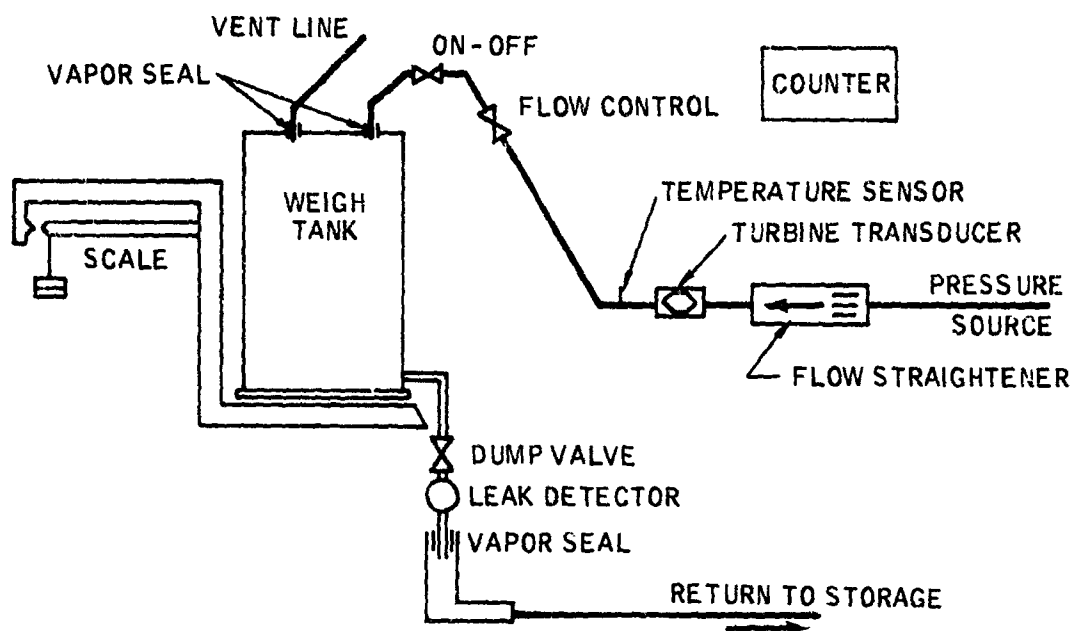 VENT LINE
ON-OFF
VAPOR SEAL
COUNTER
FLOW CONTROL
WEIGH
TANK
TEMPERATURE SENSOR
TURBINE TRANSDUCER
SCALE
PRESSURE
SOURCE
FLOW STRAIGHTENER
DUMP VALVE
LEAK DETECTOR
VAPOR SEAL
RETURN TO STORAGE